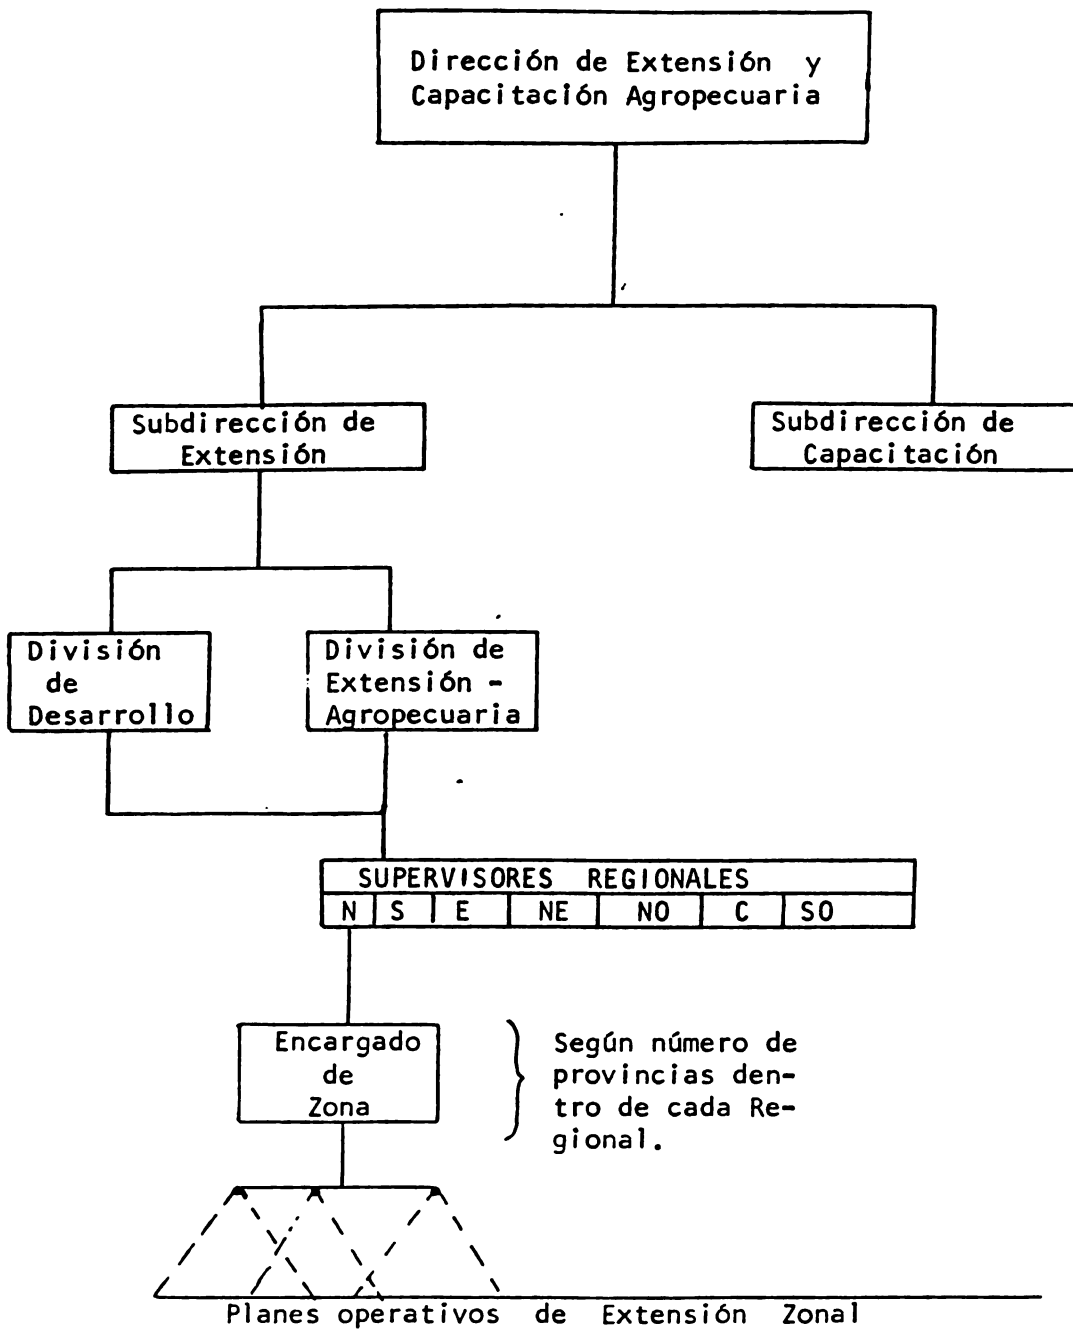 Dirección de Extensión y
Capacitación Agropecuaria
Subdirección de
Extensión
Subdirección de
Capacitación
División
de
Desarrollo
División de
Extensión -
Agropecuaria
SUPERVISORES REGIONALES
N S E NE NO C SO
Encargado
de
Zona
Según número de
provincias den-
tro de cada Re-
gional.
Planes operativos de Extensión Zonal